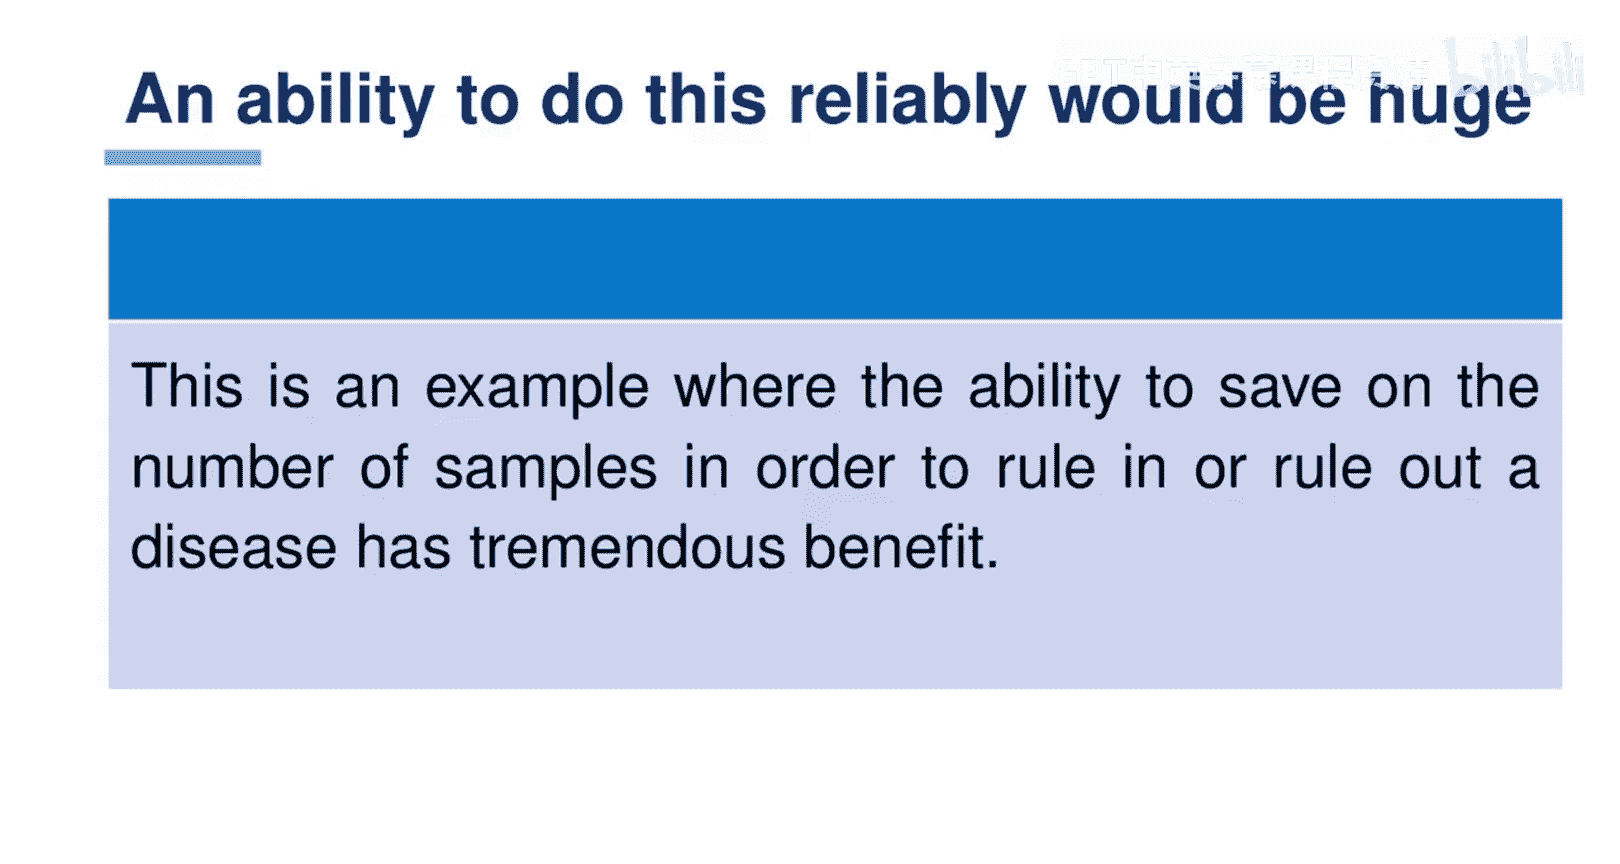 An ability to do this reliably would be huge
bilibili
This is an example where the ability to save on the
number of samples in order to rule in or rule out a
disease has tremendous benefit.